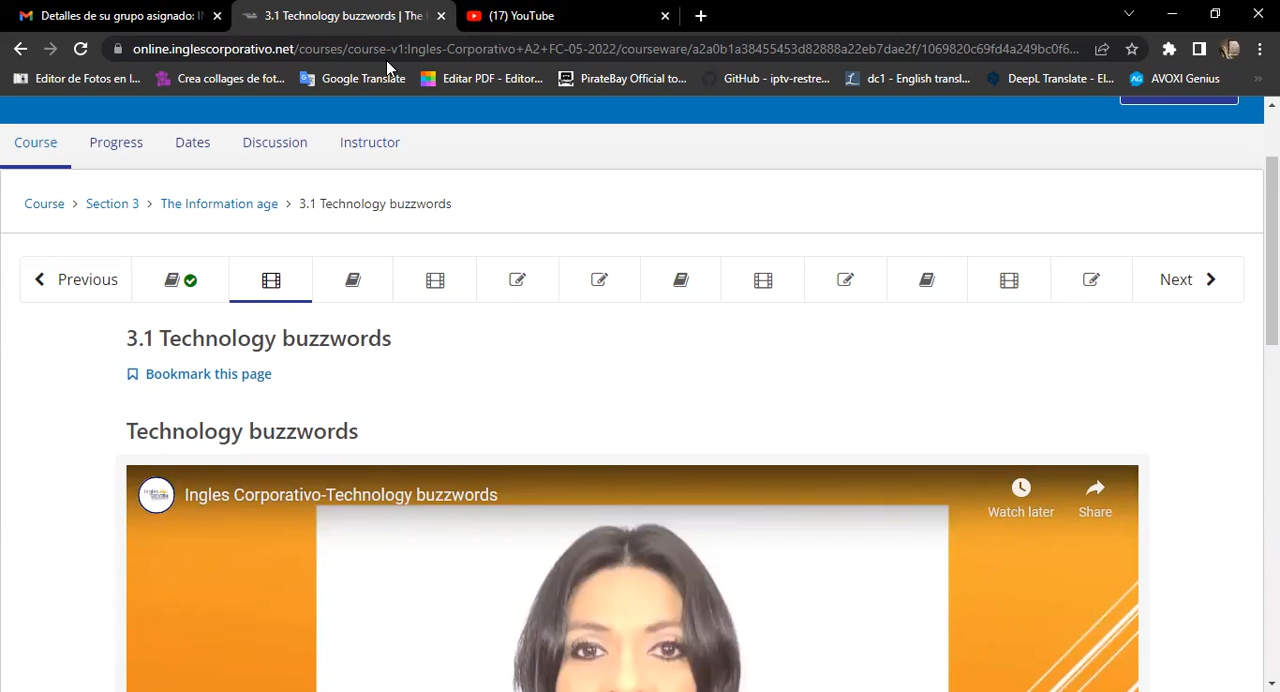 Detalles de su grupo asignado: II
3.1 Technology buzzwords | The I
(17) YouTube
online.inglescorporativo.net/courses/course-v1:Ingles-Corporativo+A2+FC-05-2022/courseware/a2a0b1a38455453d82888a22eb7dae2f/1069820c69fd4a249bc0f6...
Editor de Fotos en l...
Crea collages de fot...
Google Translate
Editar PDF - Editor...
PirateBay Official to...
GitHub - iptv-restre...
dc1 - English transl...
DeepL Translate - El...
AVOXI Genius
Course
Progress
Dates
Discussion
Instructor
Course > Section 3 > The Information age > 3.1 Technology buzzwords
Previous
Next
3.1 Technology buzzwords
Bookmark this page
Technology buzzwords
Ingles Corporativo-Technology buzzwords
Watch later
Share